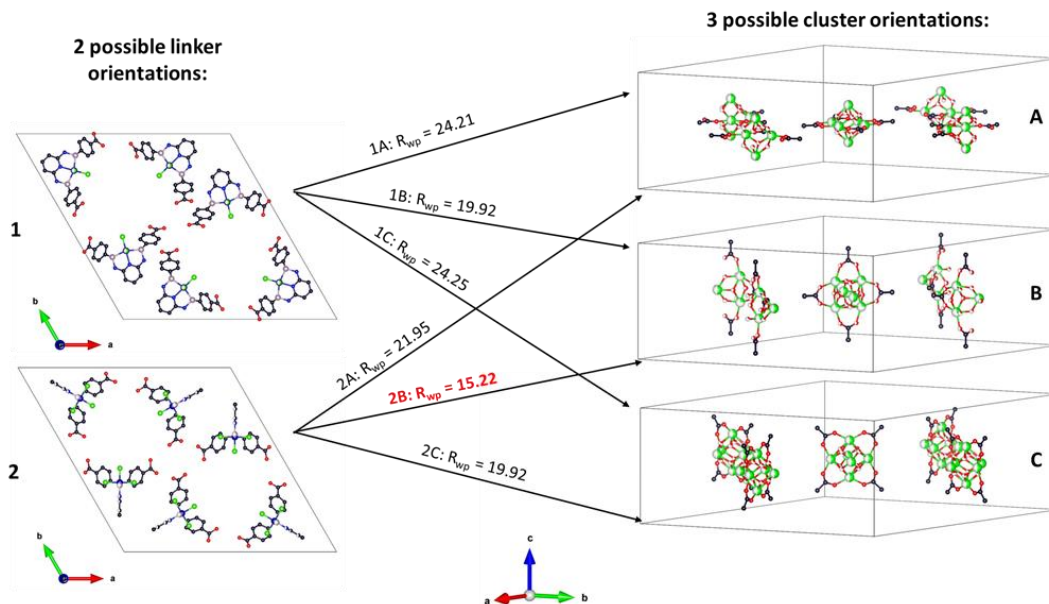 2 possible linker
orientations:
3 possible cluster orientations:
1
b
a
2
b
a
1A: Rwp = 24.21
1B: Rwp = 19.92
1C: Rwp = 24.25
2A: Rwp = 21.95
2B: Rwp = 15.22
2C: Rwp = 19.92
A
B
C
c
a
b